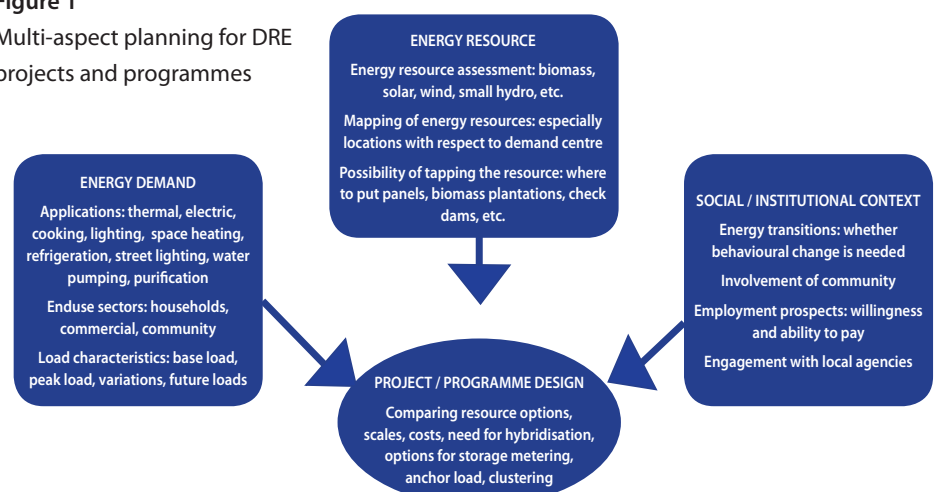 Figure 1
Multi-aspect planning for DRE
projects and programmes
ENERGY RESOURCE
Energy resource assessment: biomass,
solar, wind, small hydro, etc.
Mapping of energy resources: especially
locations with respect to demand centre
Possibility of tapping the resource: where
to put panels, biomass plantations, check
dams, etc.
ENERGY DEMAND
Applications: thermal, electric,
cooking, lighting, space heating,
refrigeration, street lighting, water
pumping, purification
Enduse sectors: households,
commercial, community
Load characteristics: base load,
peak load, variations, future loads
SOCIAL / INSTITUTIONAL CONTEXT
Energy transitions: whether
behavioural change is needed
Involvement of community
Employment prospects: willingness
and ability to pay
Engagement with local agencies
PROJECT / PROGRAMME DESIGN
Comparing resource options,
scales, costs, need for hybridisation,
options for storage metering,
anchor load, clustering